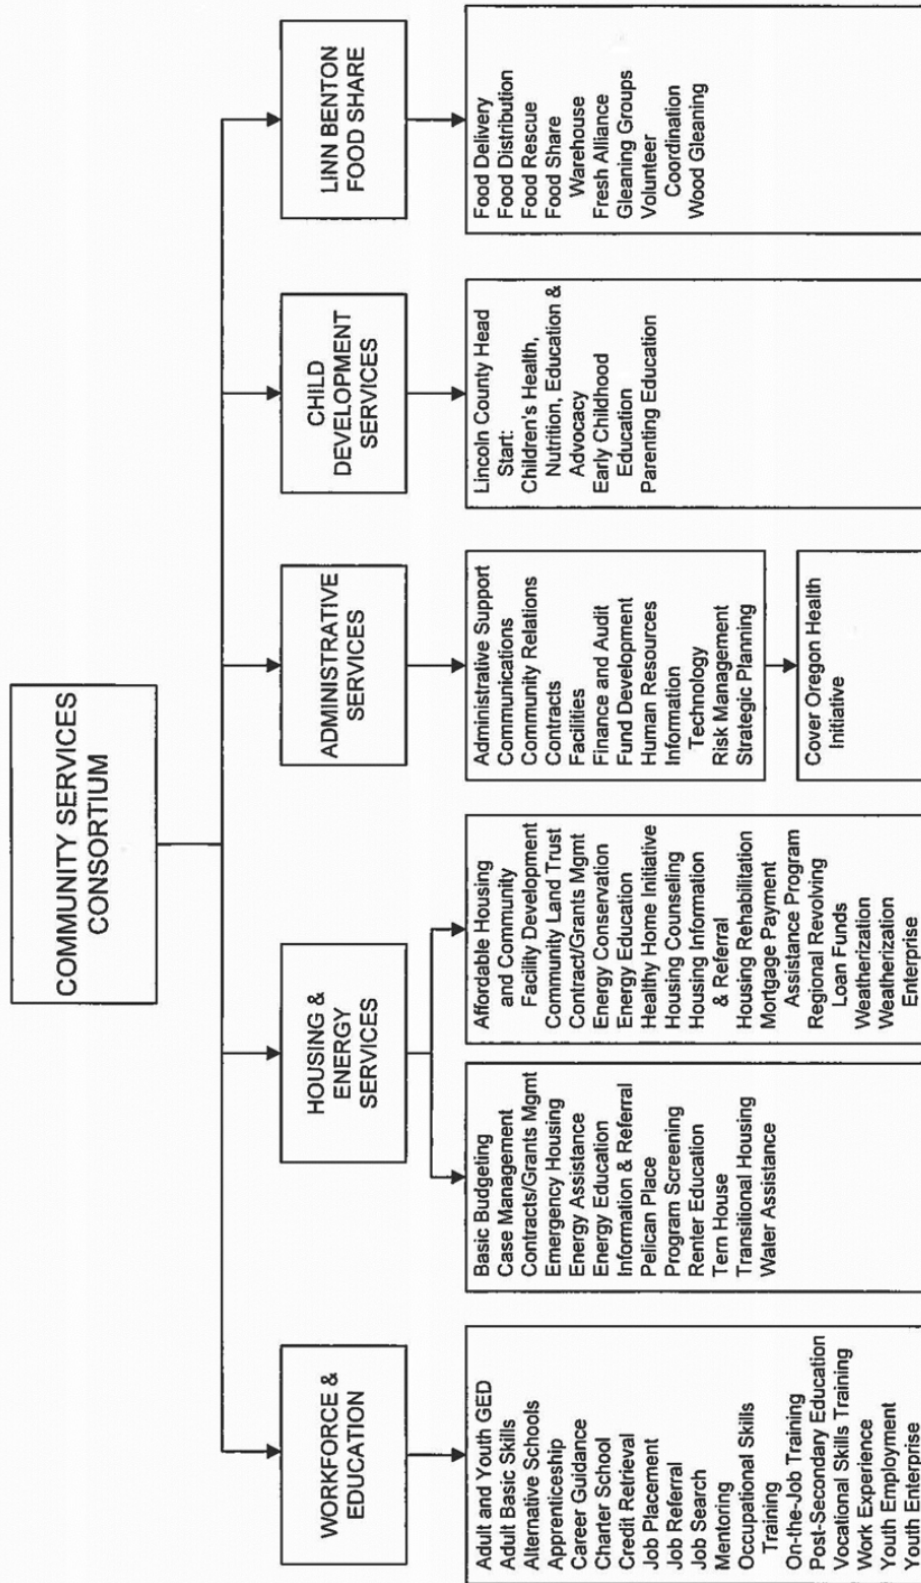 COMMUNITY SERVICES
CONSORTIUM
WORKFORCE &
EDUCATION
HOUSING &
ENERGY
SERVICES
ADMINISTRATIVE
SERVICES
CHILD
DEVELOPMENT
SERVICES
LINN BENTON
FOOD SHARE
Adult and Youth GED
Adult Basic Skills
Alternative Schools
Apprenticeship
Career Guidance
Charter School
Credit Retrieval
Job Placement
Job Referral
Job Search
Mentoring
Occupational Skills
Training
On-the-Job Training
Post-Secondary Education
Vocational Skills Training
Work Experience
Youth Employment
Youth Enterprise
Basic Budgeting
Case Management
Contracts/Grants Mgmt
Emergency Housing
Energy Assistance
Energy Education
Information & Referral
Pelican Place
Program Screening
Renter Education
Tern House
Transitional Housing
Water Assistance
Affordable Housing
and Community
Facility Development
Community Land Trust
Contract/Grants Mgmt
Energy Conservation
Energy Education
Healthy Home Initiative
Housing Counseling
Housing Information
& Referral
Housing Rehabilitation
Mortgage Payment
Assistance Program
Regional Revolving
Loan Funds
Weatherization
Weatherization
Enterprise
Administrative Support
Communications
Community Relations
Contracts
Facilities
Finance and Audit
Fund Development
Human Resources
Information
Technology
Risk Management
Strategic Planning
Cover Oregon Health
Initiative
Lincoln County Head
Start:
Children's Health,
Nutrition, Education &
Advocacy
Early Childhood
Education
Parenting Education
Food Delivery
Food Distribution
Food Rescue
Food Share
Warehouse
Fresh Alliance
Gleaning Groups
Volunteer
Coordination
Wood Gleaning